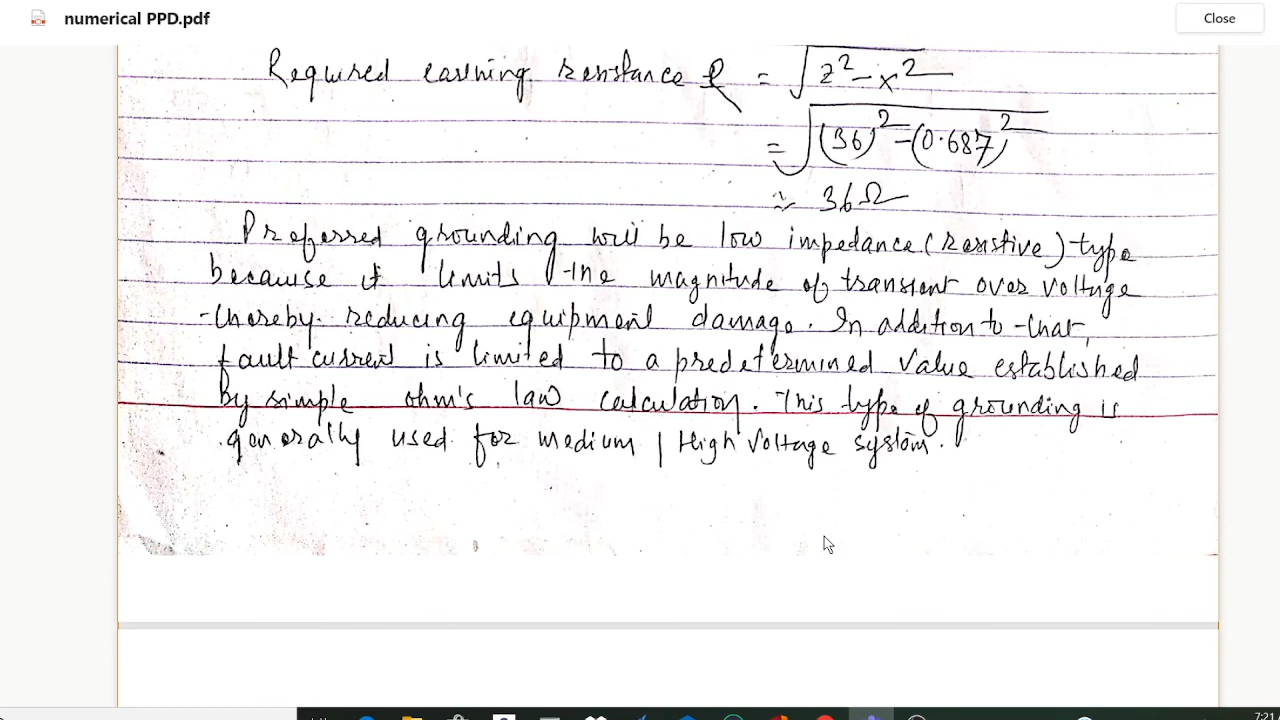 numerical PPD.pdf
Close
Required earthing resistance R = √z²-x²
= √(36)²-(0.687)²
≃ 36Ω
Preferred grounding will be low impedance (resistive) type
because it limits the magnitude of transient over voltage
thereby reducing equipment damage. In addition to that,
fault current is limited to a predetermined value established
By simple ohm's law calculation. This type of grounding is
generally used for medium / High voltage system.
7:21